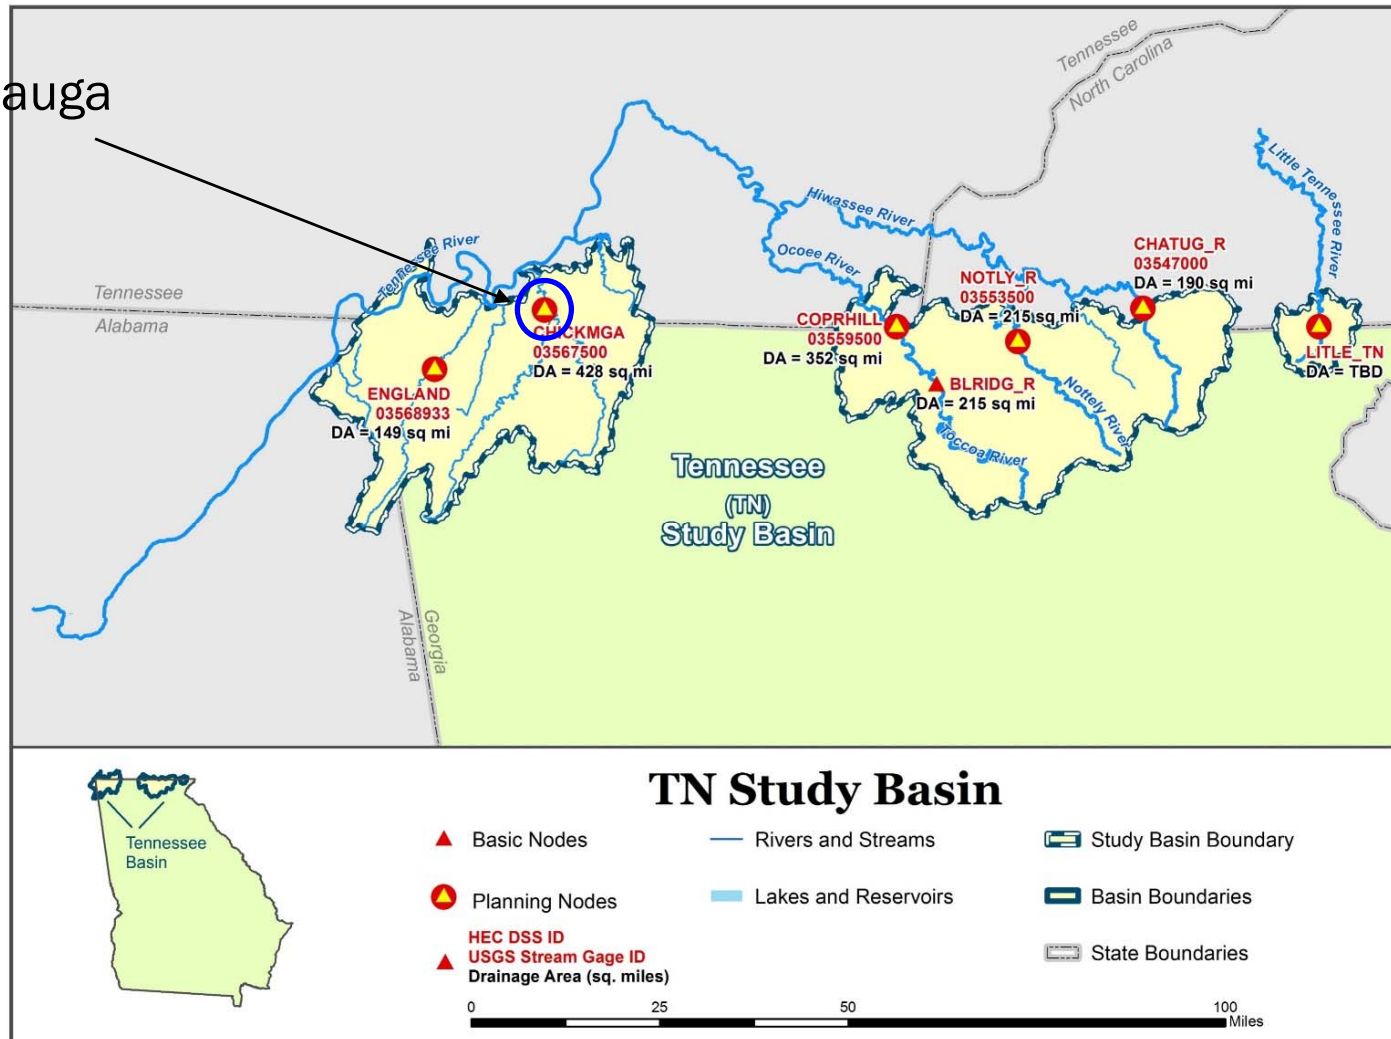 auga
Tennessee
North Carolina
Little Tennessee River
Hiwassee River
Ocoee River
Tennessee River
CHATUG_R
03547000
DA = 190 sq mi
NOTLY_R
03553500
DA = 215 sq mi
Tennessee
Alabama
COPRHILL
03559500
DA = 352 sq mi
CHICKMGA
03567500
DA = 428 sq mi
LITLE_TN
DA = TBD
ENGLAND
03568933
DA = 149 sq mi
BLRIDG_R
DA = 215 sq mi
Nottely River
Toccoa River
Tennessee
(TN)
Study Basin
Georgia
Alabama
TN Study Basin
Tennessee
Basin
Basic Nodes
Rivers and Streams
Study Basin Boundary
Planning Nodes
Lakes and Reservoirs
Basin Boundaries
HEC DSS ID
USGS Stream Gage ID
Drainage Area (sq. miles)
State Boundaries
0 25 50 100
Miles